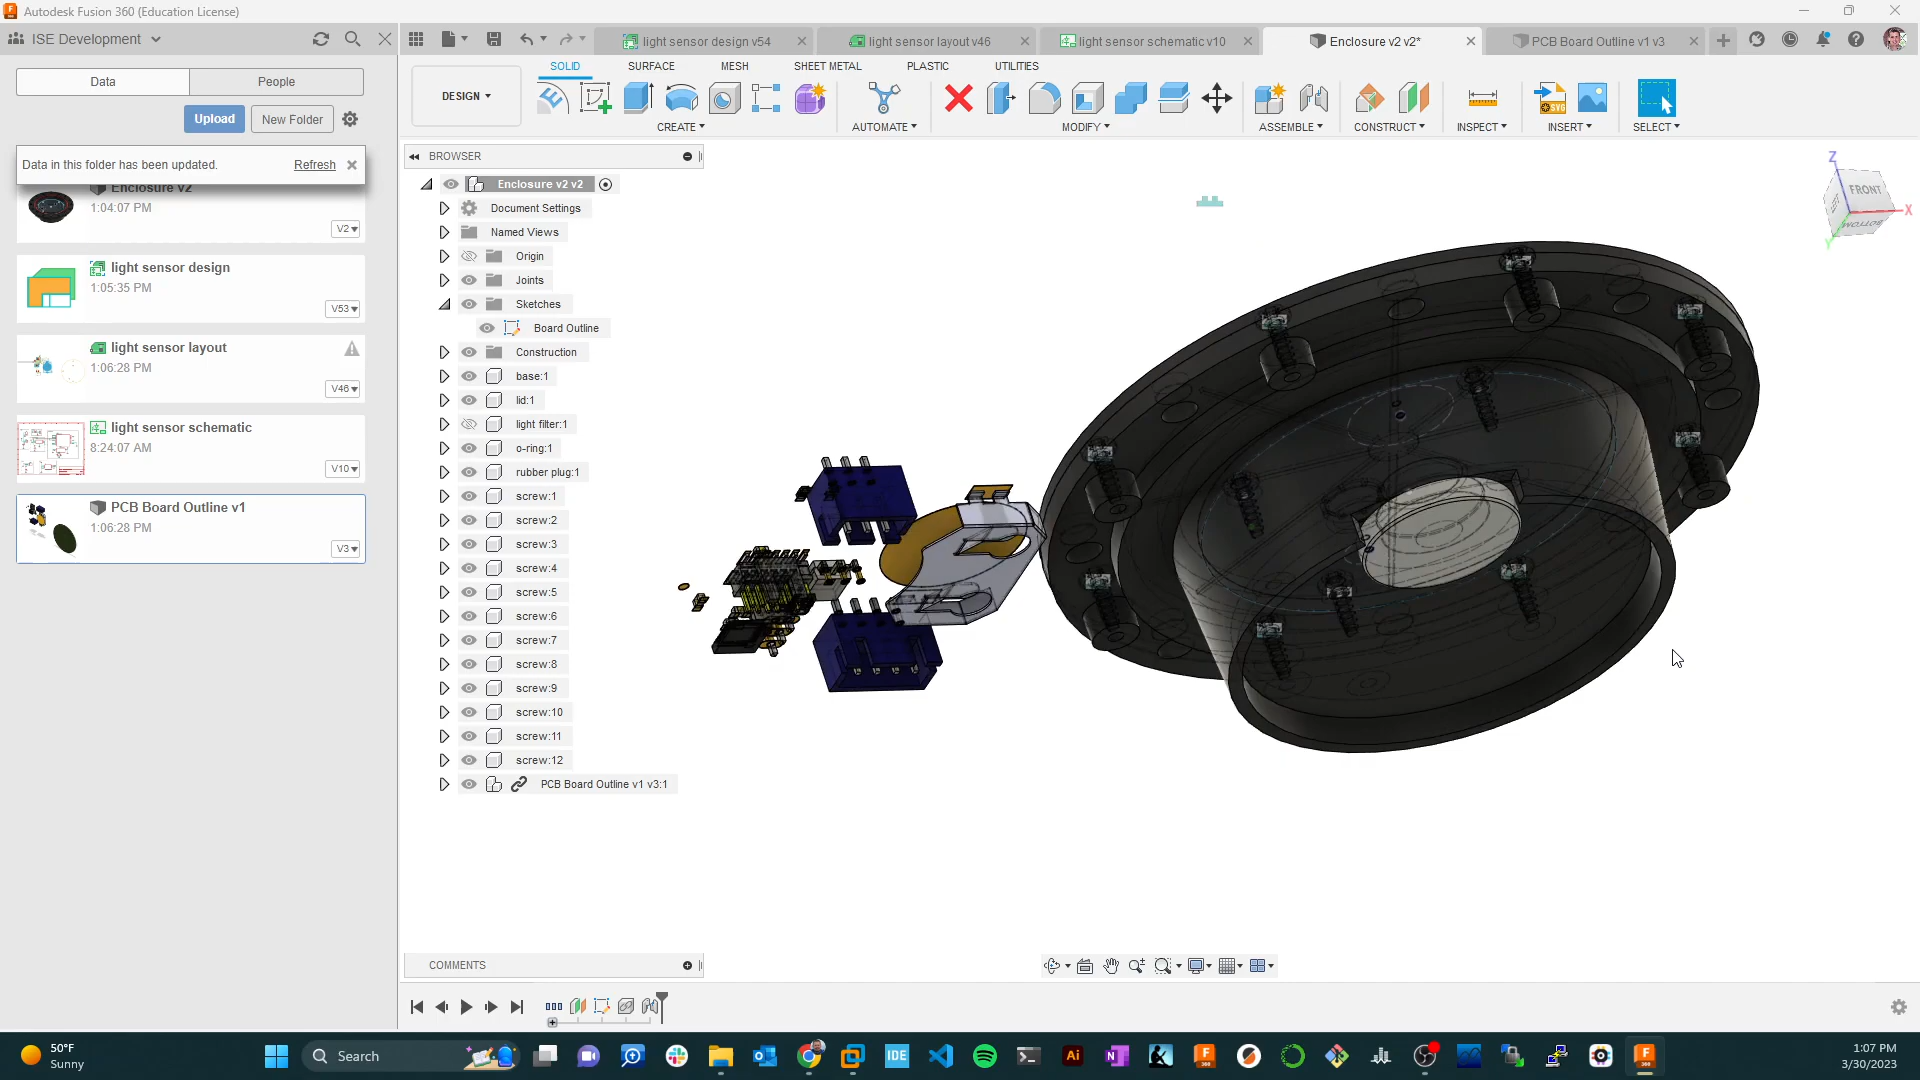 Autodesk Fusion 360 (Education License)
ISE Development
light sensor design v54
light sensor layout v46
light sensor schematic v10
Enclosure v2 v2*
PCB Board Outline v1 v3
Data
People
Upload
New Folder
Data in this folder has been updated.
Refresh
Enclosure v2
1:04:07 PM
V2
light sensor design
1:05:35 PM
V53
light sensor layout
1:06:28 PM
V46
light sensor schematic
8:24:07 AM
V10
PCB Board Outline v1
1:06:28 PM
V3
DESIGN
SOLID
SURFACE
MESH
SHEET METAL
PLASTIC
UTILITIES
CREATE
AUTOMATE
MODIFY
ASSEMBLE
CONSTRUCT
INSPECT
INSERT
SVG
SELECT
BROWSER
Enclosure v2 v2
Document Settings
Named Views
Origin
Joints
Sketches
Board Outline
Construction
base:1
lid:1
light filter:1
o-ring:1
rubber plug:1
screw:1
screw:2
screw:3
screw:4
screw:5
screw:6
screw:7
screw:8
screw:9
screw:10
screw:11
screw:12
PCB Board Outline v1 v3:1
Z
FRONT
BOTTOM
X
Y
COMMENTS
50°F
Sunny
Search
IDE
Ai
1:07 PM
3/30/2023